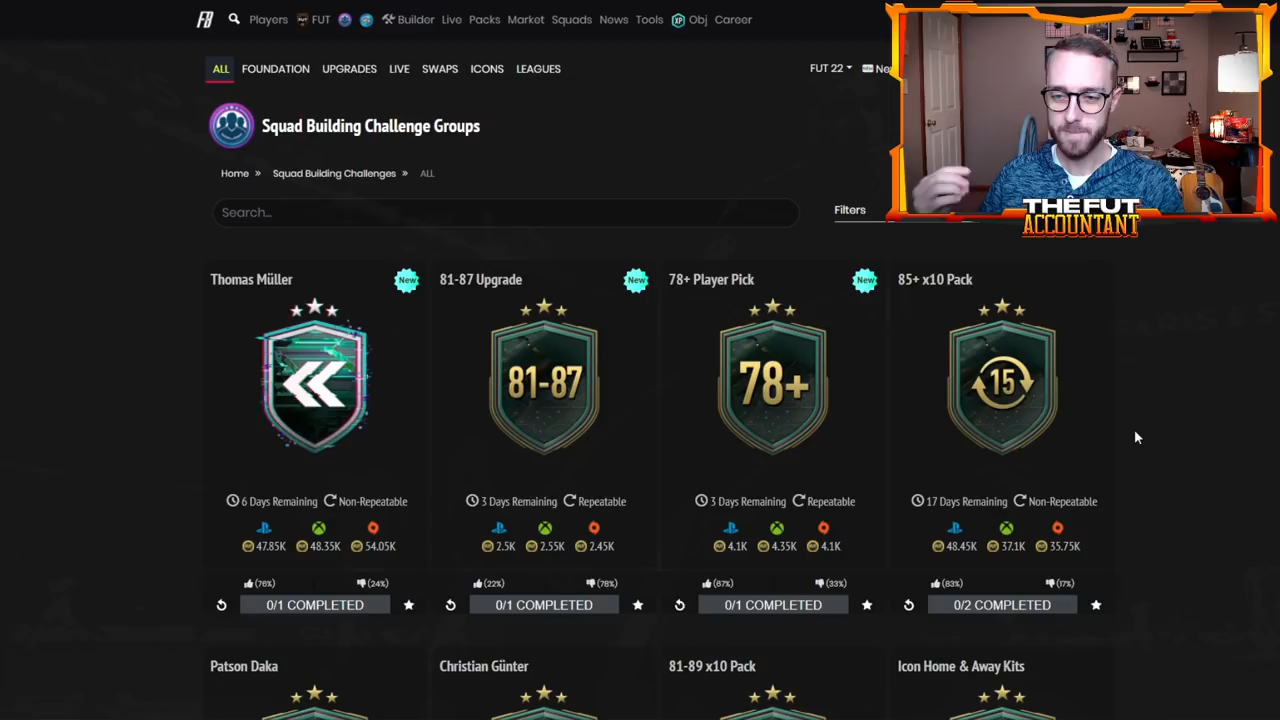 FB Players FUT Builder Live Packs Market Squads News Tools XP Obj Career
ALL FOUNDATION UPGRADES LIVE SWAPS ICONS LEAGUES FUT 22
Squad Building Challenge Groups
Home » Squad Building Challenges » ALL
Search... Filters
THE FUT
ACCOUNTANT
Thomas Müller New 81-87 Upgrade New 78+ Player Pick New 85+ x10 Pack
81-87 78+ 15
6 Days Remaining Non-Repeatable 3 Days Remaining Repeatable 3 Days Remaining Repeatable 17 Days Remaining Non-Repeatable
47.85K 48.35K 54.05K 2.5K 2.55K 2.45K 4.1K 4.35K 4.1K 48.45K 37.1K 35.75K
(76%) (24%) (22%) (78%) (67%) (33%) (83%) (17%)
0/1 COMPLETED 0/1 COMPLETED 0/1 COMPLETED 0/2 COMPLETED
Patson Daka Christian Günter 81-89 x10 Pack Icon Home & Away Kits